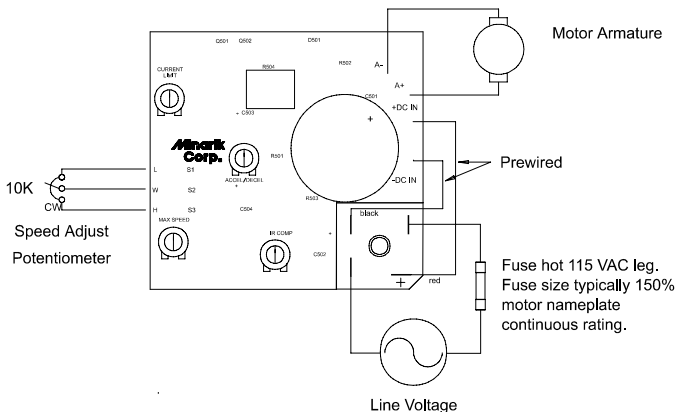 Q501 Q502 D501
R504
R502
A-
Motor Armature
CURRENT
LIMIT
A+
C501
+DC IN
+
C503
+
Minarik
Corp.
R501
Prewired
L S1
ACCEL/DECEL
-DC IN
10K
W S2
+
R503
CW
H S3
C504
black
MAX SPEED
Speed Adjust
Potentiometer
IR COMP
+
C502
+
red
Fuse hot 115 VAC leg.
Fuse size typically 150%
motor nameplate
continuous rating.
Line Voltage